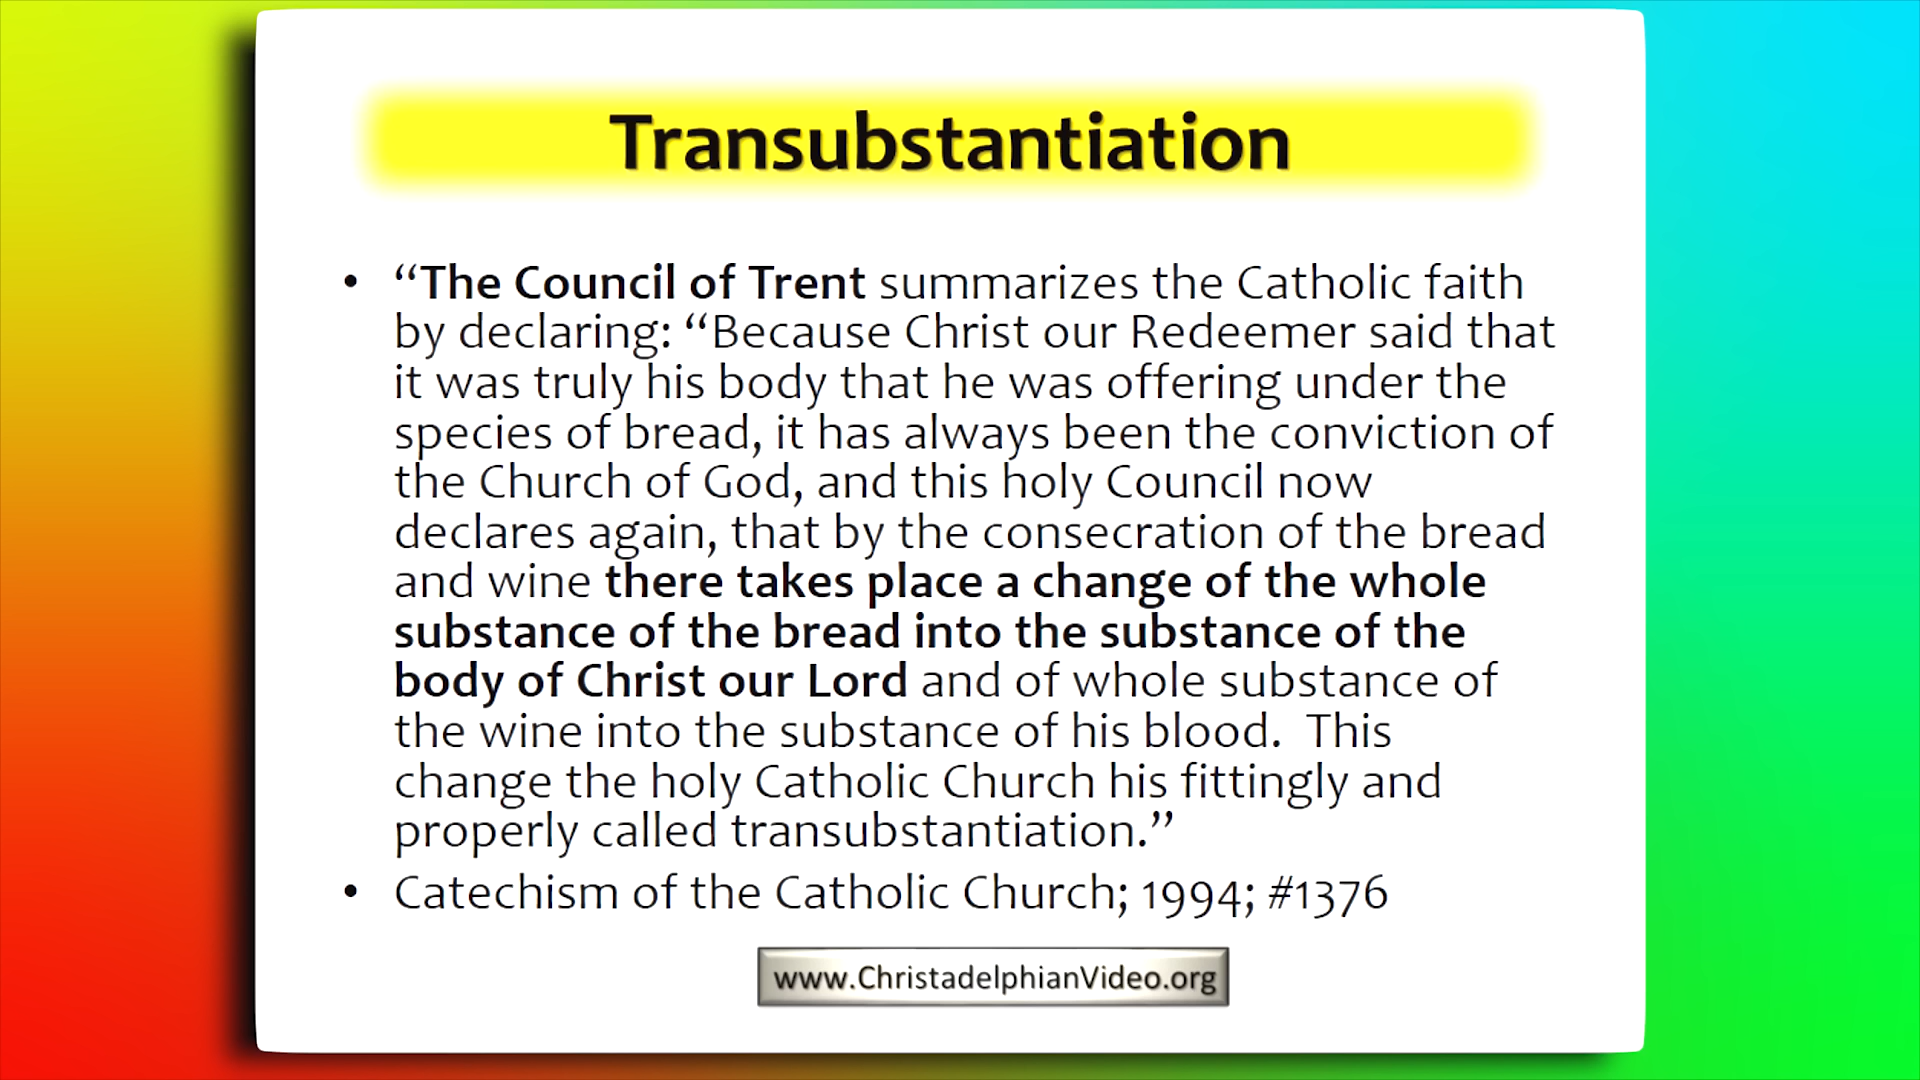 Transubstantiation
• “The Council of Trent summarizes the Catholic faith
by declaring: “Because Christ our Redeemer said that
it was truly his body that he was offering under the
species of bread, it has always been the conviction of
the Church of God, and this holy Council now
declares again, that by the consecration of the bread
and wine there takes place a change of the whole
substance of the bread into the substance of the
body of Christ our Lord and of whole substance of
the wine into the substance of his blood.  This
change the holy Catholic Church his fittingly and
properly called transubstantiation.”
• Catechism of the Catholic Church; 1994; #1376
www.ChristadelphianVideo.org